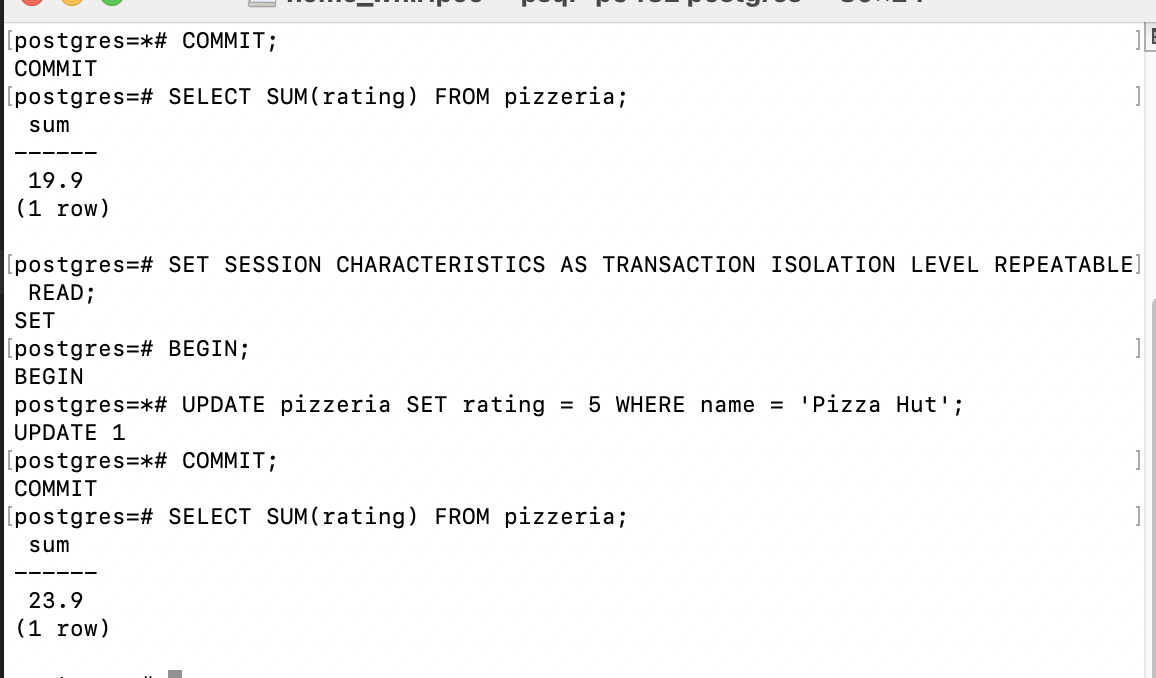 [postgres=*# COMMIT; ]
COMMIT
[postgres=# SELECT SUM(rating) FROM pizzeria; ]
sum
------
19.9
(1 row)
[postgres=# SET SESSION CHARACTERISTICS AS TRANSACTION ISOLATION LEVEL REPEATABLE]
READ;
SET
[postgres=# BEGIN; ]
BEGIN
postgres=*# UPDATE pizzeria SET rating = 5 WHERE name = 'Pizza Hut';
UPDATE 1
[postgres=*# COMMIT; ]
COMMIT
[postgres=# SELECT SUM(rating) FROM pizzeria; ]
sum
------
23.9
(1 row)